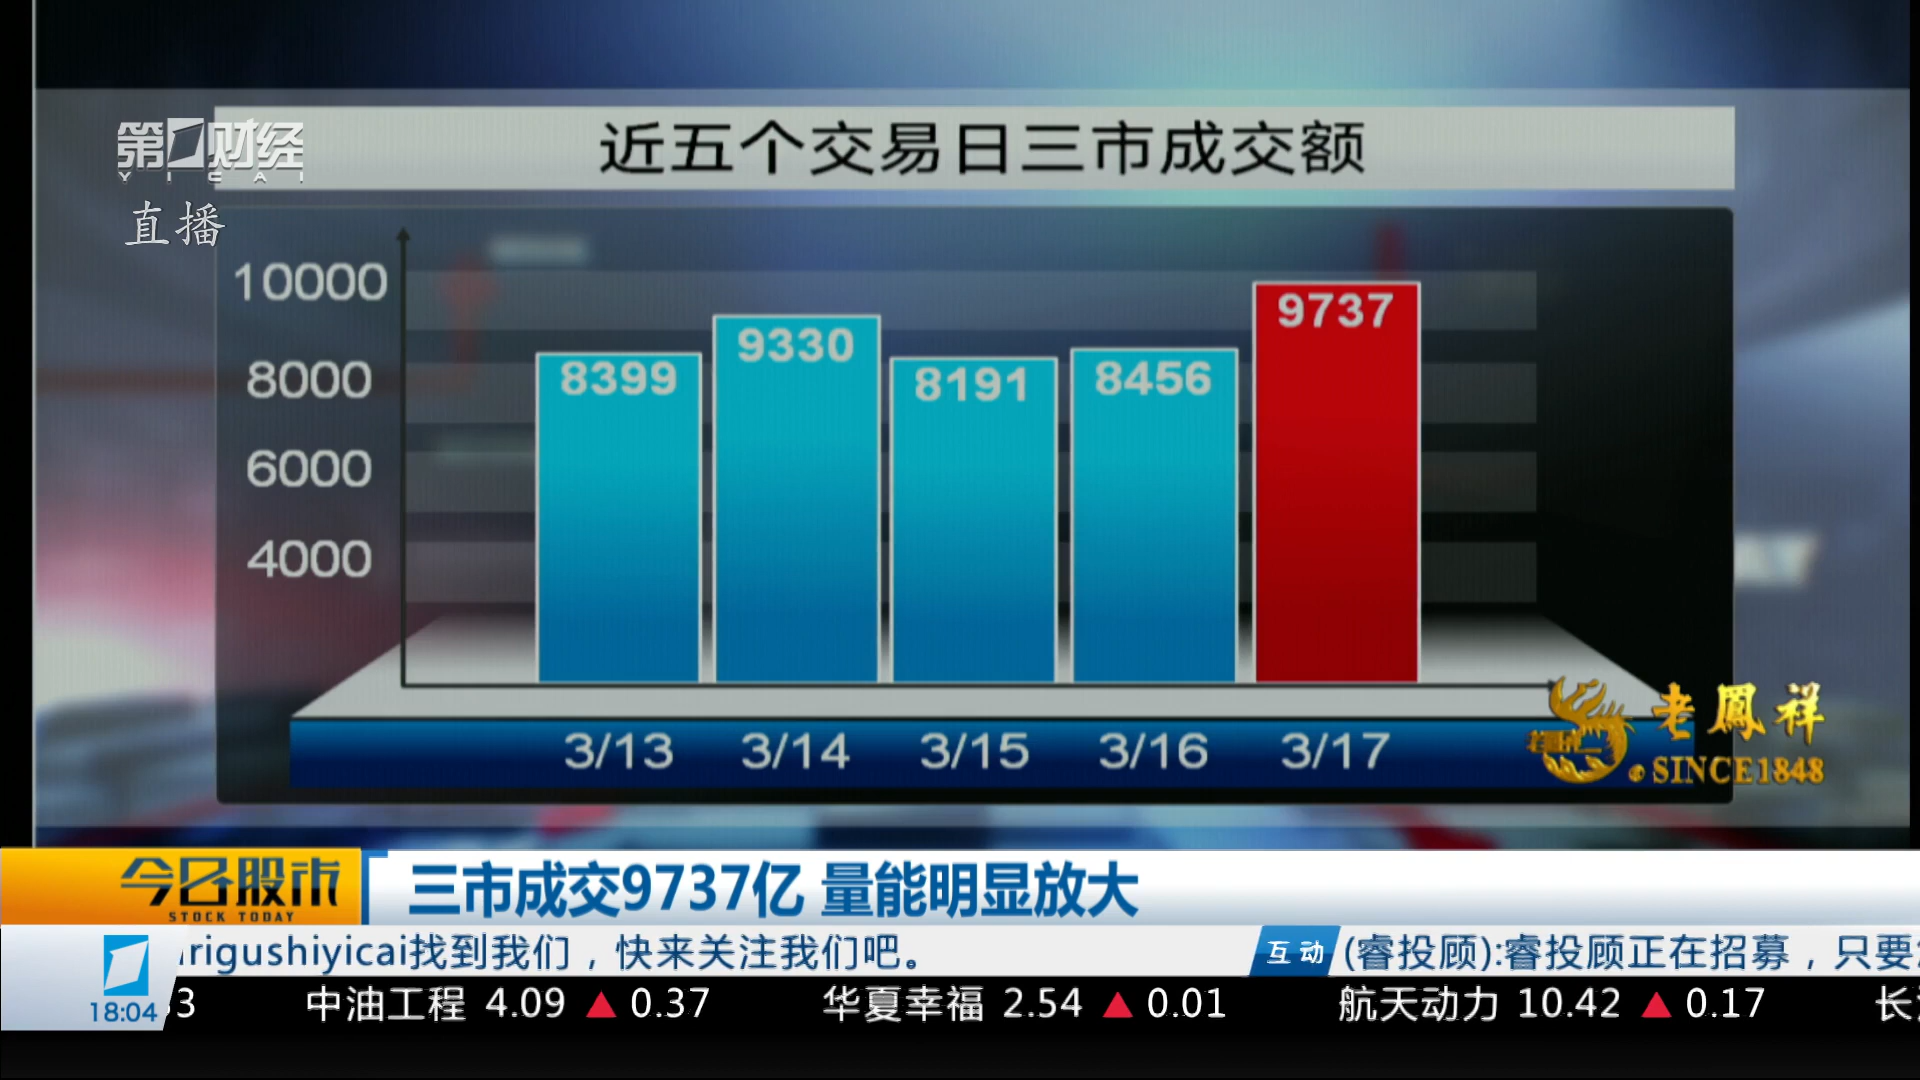 近五个交易日三市成交额
第1财经
YICAI
直播
10000
8000
6000
4000
8399
9330
8191
8456
9737
3/13
3/14
3/15
3/16
3/17
老鳳祥
SINCE1848
今日股市
STOCK TODAY
三市成交9737亿 量能明显放大
rigushiyicai找到我们，快来关注我们吧。
互动
(睿投顾):睿投顾正在招募，只要
18:04
3 中油工程 4.09 ▲ 0.37 华夏幸福 2.54 ▲ 0.01 航天动力 10.42 ▲ 0.17 长